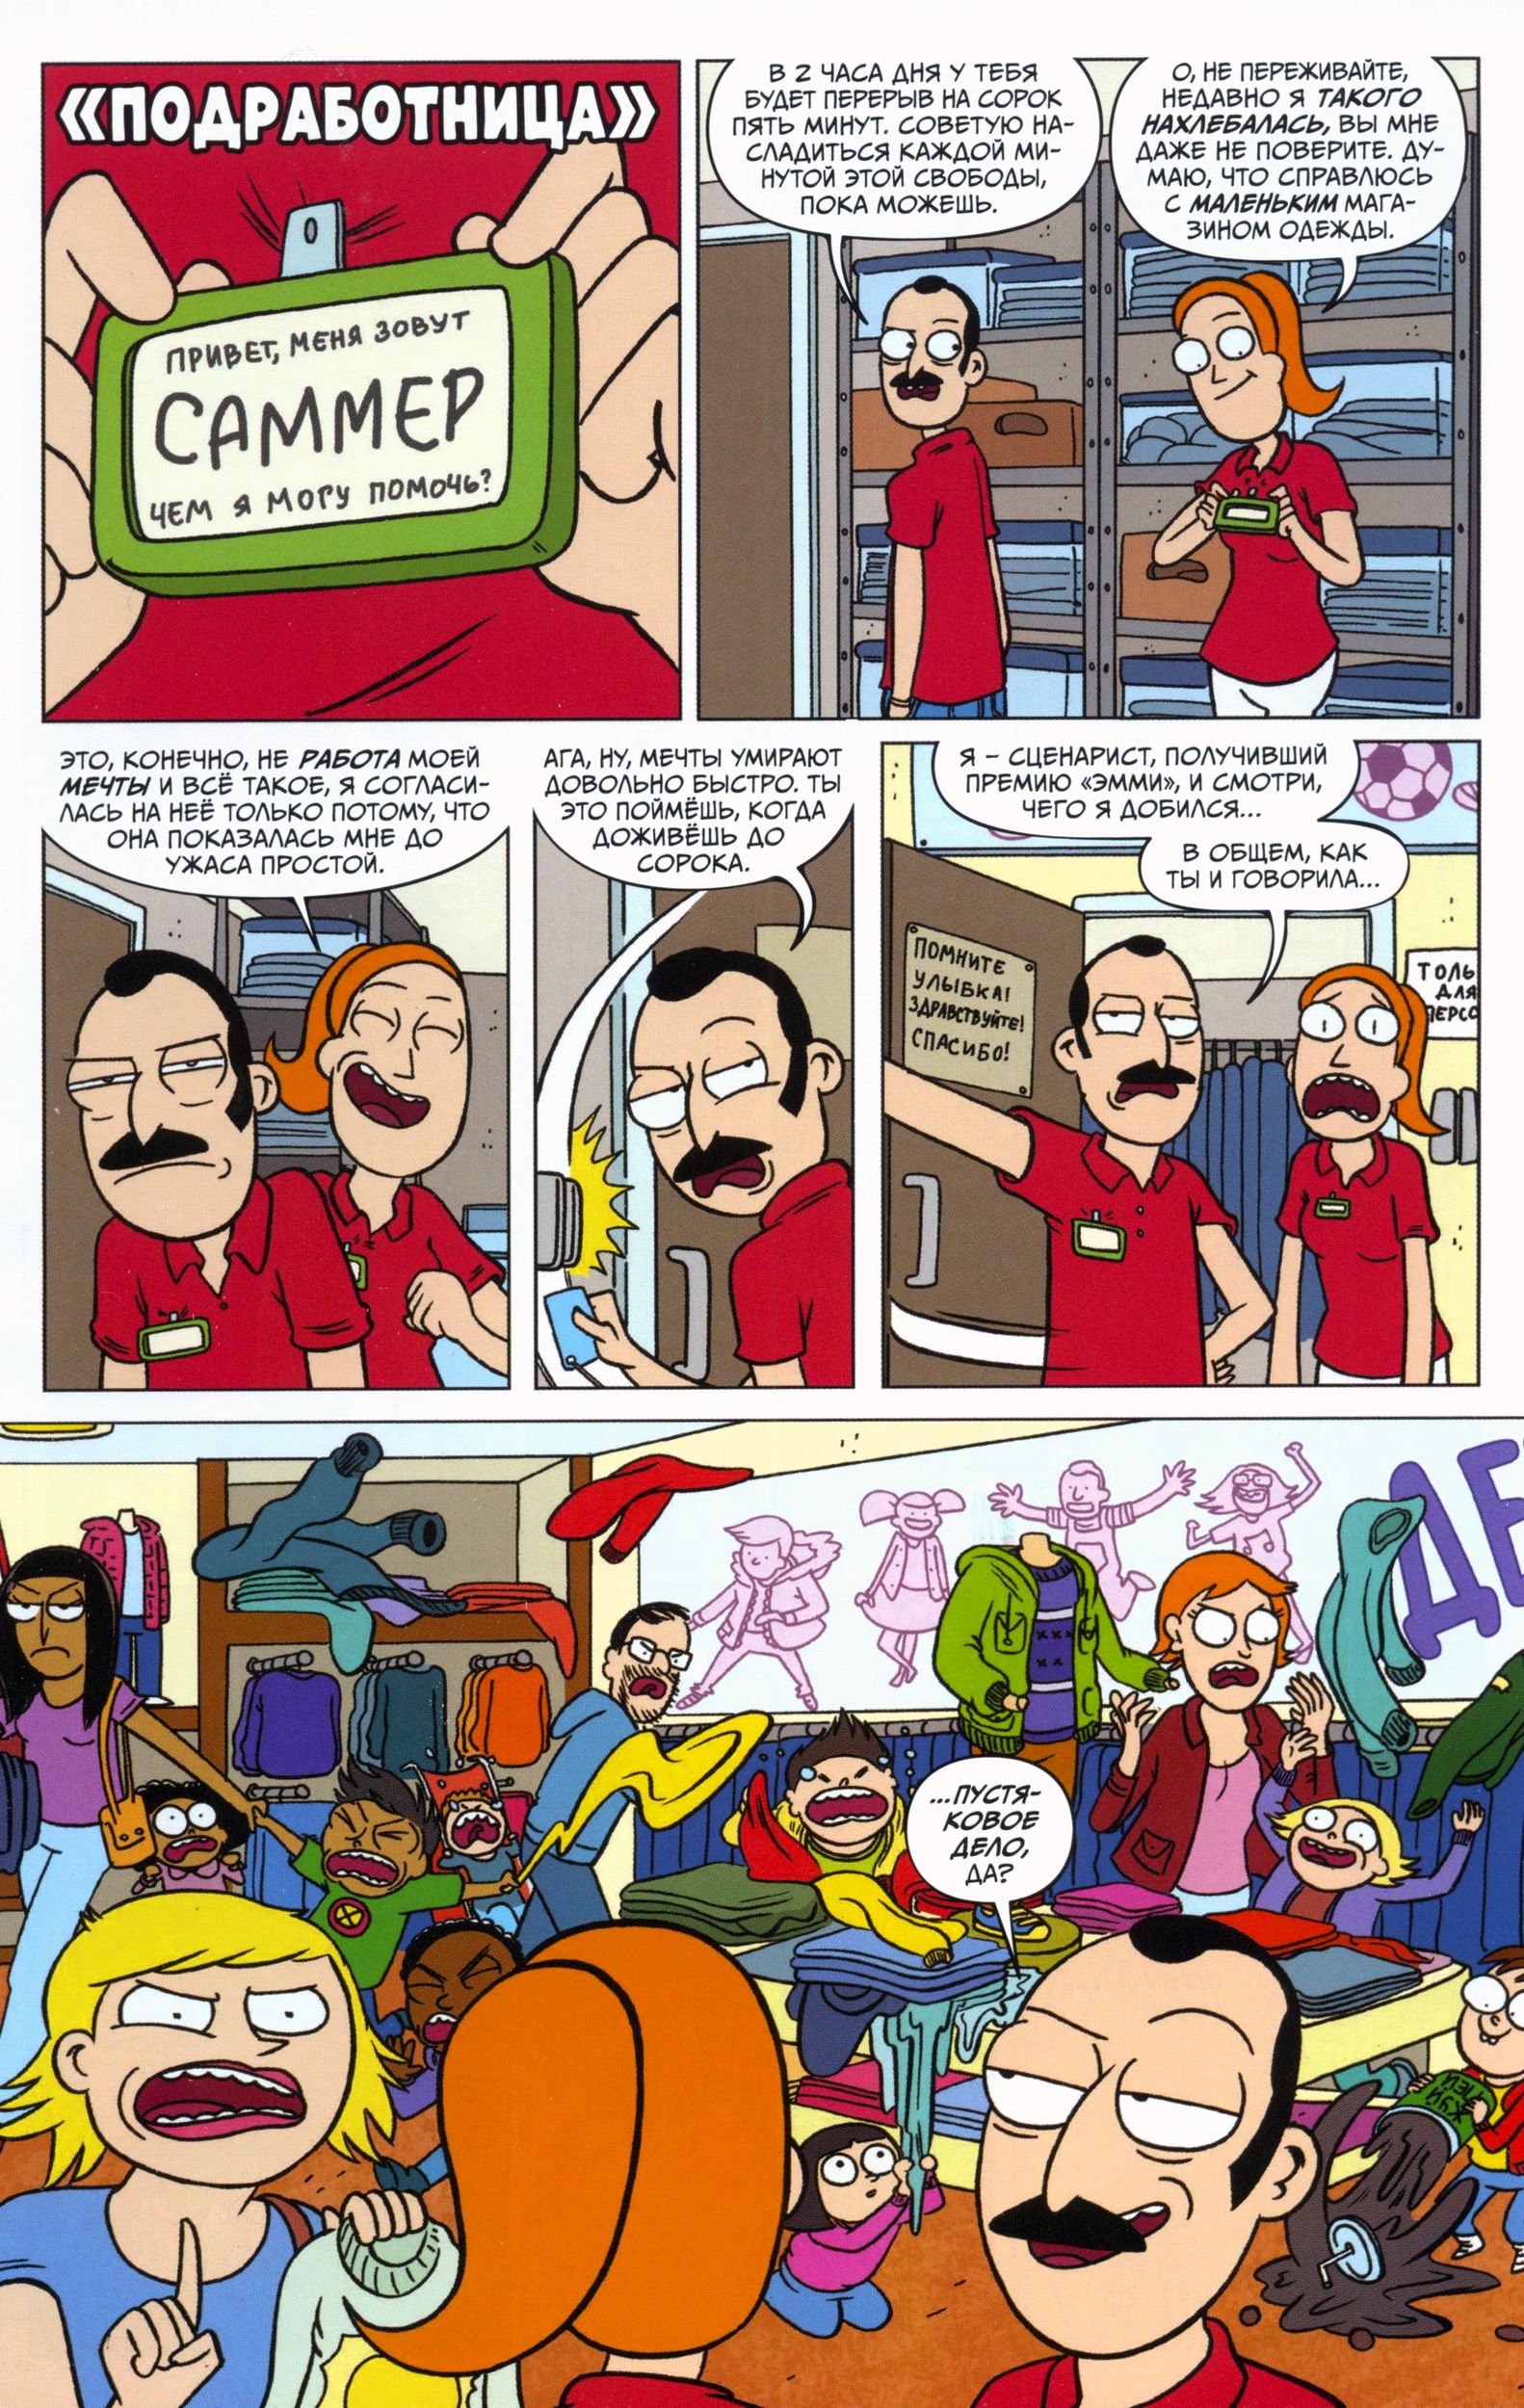 «ПОДРАБОТНИЦА»
ПРИВЕТ, МЕНЯ ЗОВУТ
САММЕР
ЧЕМ Я МОГУ ПОМОЧЬ?
В 2 ЧАСА ДНЯ У ТЕБЯ
БУДЕТ ПЕРЕРЫВ НА СОРОК
ПЯТЬ МИНУТ. СОВЕТУЮ НА-
СЛАДИТЬСЯ КАЖДОЙ МИ-
НУТОЙ ЭТОЙ СВОБОДЫ,
ПОКА МОЖЕШЬ.
О, НЕ ПЕРЕЖИВАЙТЕ,
НЕДАВНО Я ТАКОГО
НАХЛЕБАЛАСЬ, ВЫ МНЕ
ДАЖЕ НЕ ПОВЕРИТЕ. ДУ-
МАЮ, ЧТО СПРАВЛЮСЬ
С МАЛЕНЬКИМ МАГА-
ЗИНОМ ОДЕЖДЫ.
ЭТО, КОНЕЧНО, НЕ РАБОТА МОЕЙ
МЕЧТЫ И ВСЁ ТАКОЕ, Я СОГЛАСИ-
ЛАСЬ НА НЕЁ ТОЛЬКО ПОТОМУ, ЧТО
ОНА ПОКАЗАЛАСЬ МНЕ ДО
УЖАСА ПРОСТОЙ.
АГА, НУ, МЕЧТЫ УМИРАЮТ
ДОВОЛЬНО БЫСТРО. ТЫ
ЭТО ПОЙМЁШЬ, КОГДА
ДОЖИВЁШЬ ДО
СОРОКА.
Я – СЦЕНАРИСТ, ПОЛУЧИВШИЙ
ПРЕМИЮ «ЭММИ», И СМОТРИ,
ЧЕГО Я ДОБИЛСЯ...
В ОБЩЕМ, КАК
ТЫ И ГОВОРИЛА...
ПОМНИТЕ
УЛЫБКА!
ЗДРАВСТВУЙТЕ!
СПАСИБО!
ТОЛЬ
ДЛЯ
ПЕРСО
ДЕ
...ПУСТЯ-
КОВОЕ
ДЕЛО,
ДА?